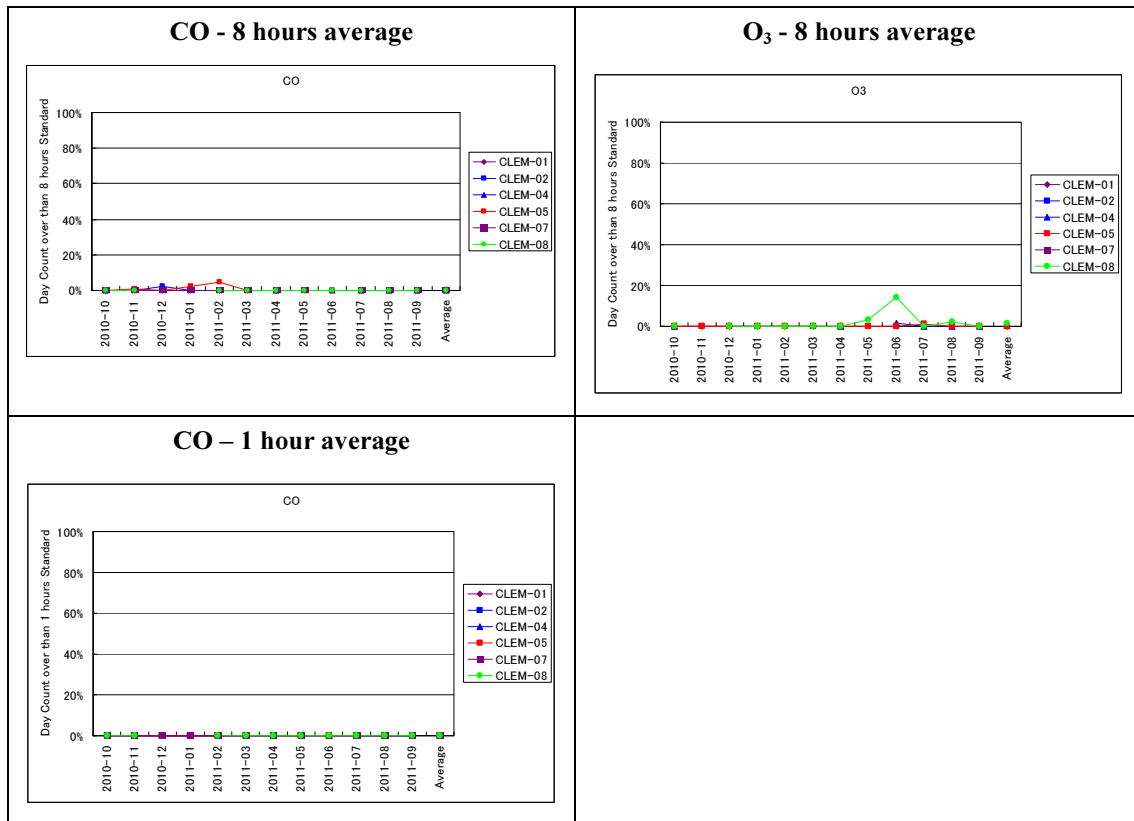 CO - 8 hours average
CO
Day Count over than 8 hours Standard
100%
80%
60%
40%
20%
0%
2010-10
2010-11
2010-12
2011-01
2011-02
2011-03
2011-04
2011-05
2011-06
2011-07
2011-08
2011-09
Average
CLEM-01
CLEM-02
CLEM-04
CLEM-05
CLEM-07
CLEM-08
O₃ - 8 hours average
O3
Day Count over than 8 hours Standard
100%
80%
60%
40%
20%
0%
2010-10
2010-11
2010-12
2011-01
2011-02
2011-03
2011-04
2011-05
2011-06
2011-07
2011-08
2011-09
Average
CLEM-01
CLEM-02
CLEM-04
CLEM-05
CLEM-07
CLEM-08
CO – 1 hour average
CO
Day Count over than 1 hours Standard
100%
80%
60%
40%
20%
0%
2010-10
2010-11
2010-12
2011-01
2011-02
2011-03
2011-04
2011-05
2011-06
2011-07
2011-08
2011-09
Average
CLEM-01
CLEM-02
CLEM-04
CLEM-05
CLEM-07
CLEM-08